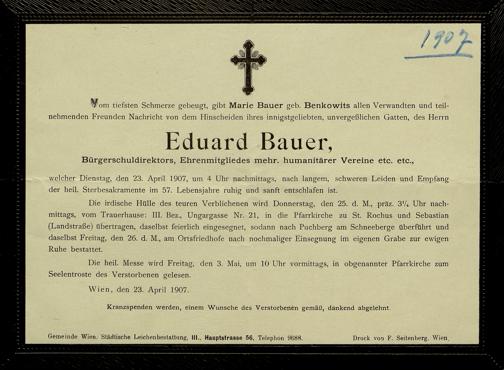 1907
Vom tiefsten Schmerze gebeugt, gibt Marie Bauer geb. Benkowits allen Verwandten und teil-
nehmenden Freunden Nachricht von dem Hinscheiden ihres innigstgeliebten, unvergeßlichen Gatten, des Herrn
Eduard Bauer,
Bürgerschuldirektors, Ehrenmitgliedes mehr. humanitärer Vereine etc. etc.,
welcher Dienstag, den 23. April 1907, um 4 Uhr nachmittags, nach langem, schweren Leiden und Empfang
der heil. Sterbesakramente im 57. Lebensjahre ruhig und sanft entschlafen ist.
Die irdische Hülle des teuren Verblichenen wird Donnerstag, den 25. d. M., präz. Uhr nach-
mittags, vom Trauerhause: III. Bez., Ungargasse Nr. 21, in die Pfarrkirche zu St. Rochus und Sebastian
(Landstraße) übertragen, daselbst feierlich eingesegnet, sodann nach Puchberg am Schneeberge überführt und
daselbst Freitag, den 26. d. M., am Ortsfriedhofe nach nochmaliger Einsegnung im eigenen Grabe zur ewigen
Ruhe bestattet.
Die heil. Messe wird Freitag, den 3. Mai, um 10 Uhr vormittags, in obgenannter Pfarrkirche zum
Seelentroste des Verstorbenen gelesen.
Wien, den 23. April 1907.
Kranzspenden werden, einem Wunsche des Verstorbenen gemäß, dankend abgelehnt.
Gemeinde Wien. Städtische Leichenbestattung, III., Hauptstrasse 56, Telephon 9688. Druck von F. Seitenberg, Wien.